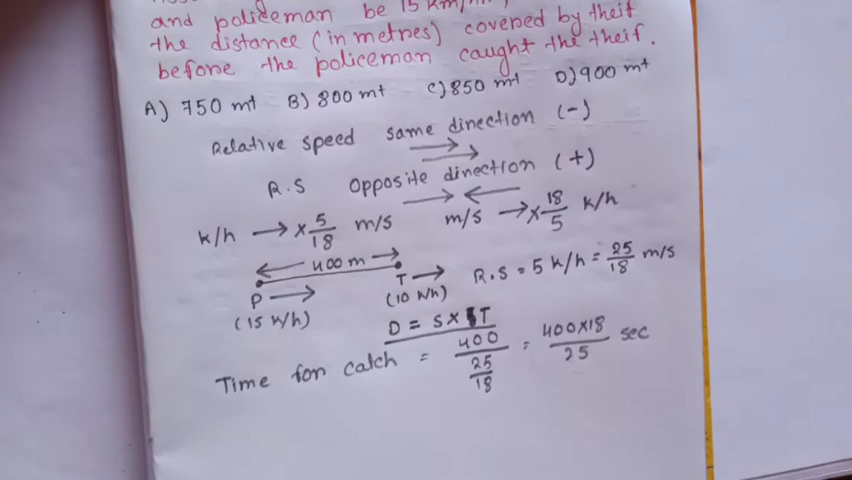 and policeman be 15 km/hr,
the distance (in metres) covered by theit
before the policeman caught the theif.
A) 750 mt B) 800 mt C) 850 mt D) 900 mt
Relative speed same direction (-)
R.S opposite direction (+)
k/h → × 5/18 m/s m/s → × 18/5 k/h
400 m
P → T → R.S = 5 k/h = 25/18 m/s
(15 k/h) (10 k/h)
D = S × T
Time for catch = 400/(25/18) = 400×18/25 sec